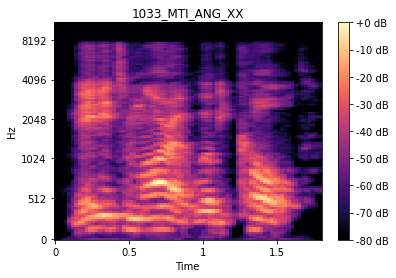 1033_MTI_ANG_XX
+0 dB
8192
-10 dB
4096
-20 dB
-30 dB
2048
Hz
-40 dB
1024
-50 dB
512
-60 dB
-70 dB
0
-80 dB
0
0.5
1
1.5
Time